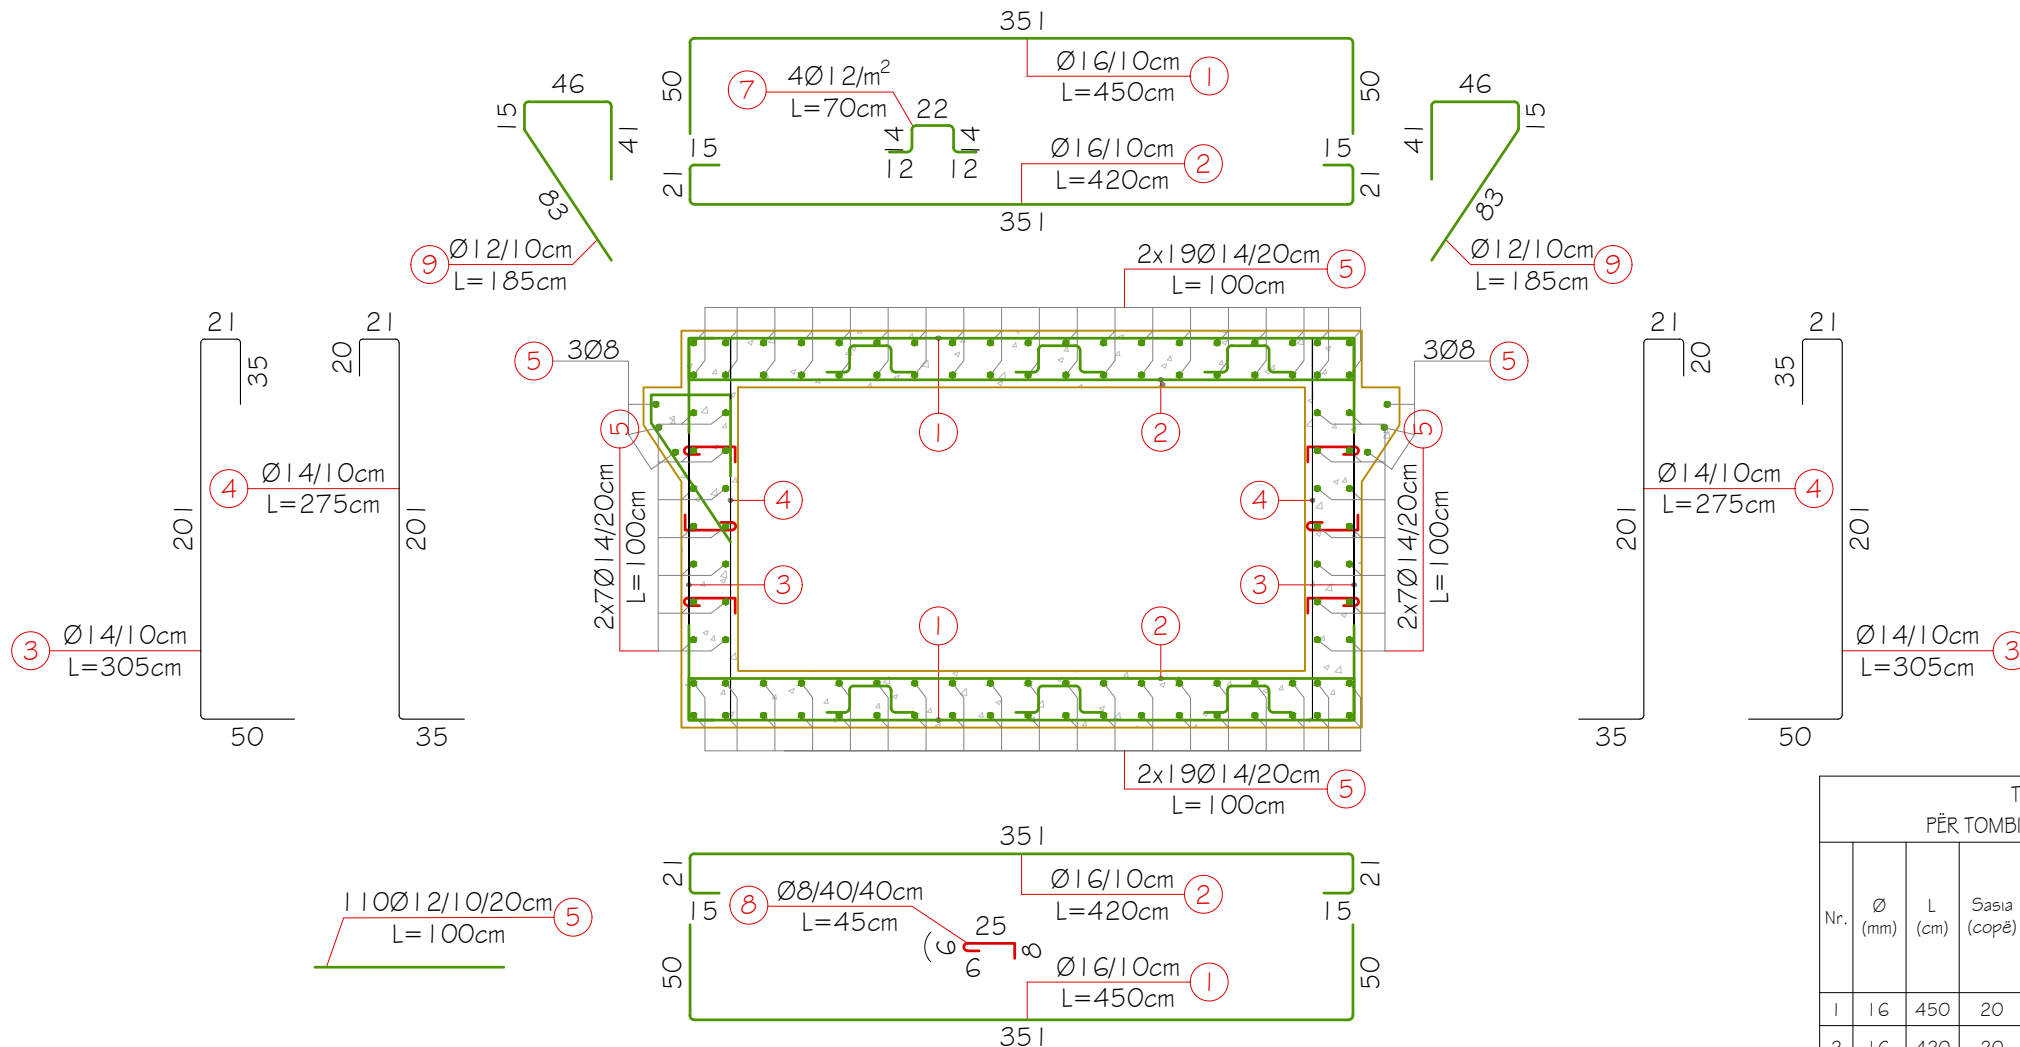 351
Ø16/10cm
L=450cm
1
50
50
4Ø12/m²
L=70cm
7
22
14
14
12
12
15
15
Ø16/10cm
L=420cm
2
21
21
351
46
15
41
83
Ø12/10cm
L=185cm
9
46
41
15
83
Ø12/10cm
L=185cm
9
2x19Ø14/20cm
L=100cm
5
21
35
201
50
Ø14/10cm
L=305cm
3
21
20
201
35
Ø14/10cm
L=275cm
4
5
3Ø8
5
2x7Ø14/20cm
L=100cm
1
2
4
3
4
3
1
2
3Ø8
5
5
2x7Ø14/20cm
L=100cm
21
20
201
35
Ø14/10cm
L=275cm
4
21
35
201
50
Ø14/10cm
L=305cm
3
2x19Ø14/20cm
L=100cm
5
110Ø12/10/20cm
L=100cm
5
351
21
21
15
15
Ø16/10cm
L=420cm
2
Ø8/40/40cm
L=45cm
8
25
6
6
8
50
50
Ø16/10cm
L=450cm
1
351
T
PËR TOMBI
Nr. Ø (mm) L (cm) Sasia (copë)
1 16 450 20
2 16 420 20